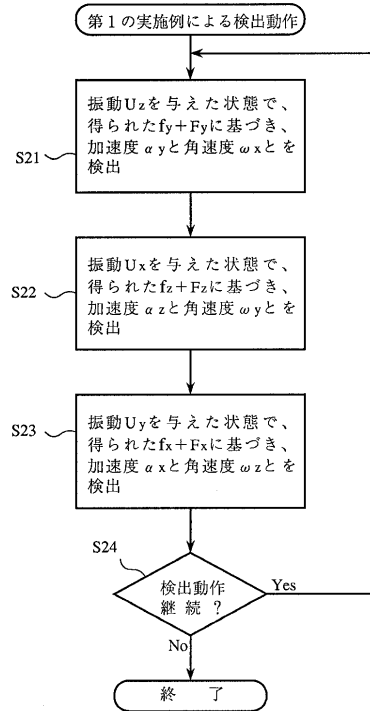 第1の実施例による検出動作
振動Uzを与えた状態で、
得られたfy+Fyに基づき、
加速度αyと角速度ωxとを
検出
S21
振動Uxを与えた状態で、
得られたfz+Fzに基づき、
加速度αzと角速度ωyとを
検出
S22
振動Uyを与えた状態で、
得られたfx+Fxに基づき、
加速度αxと角速度ωzとを
検出
S23
S24
検出動作
継続?
Yes
No
終了